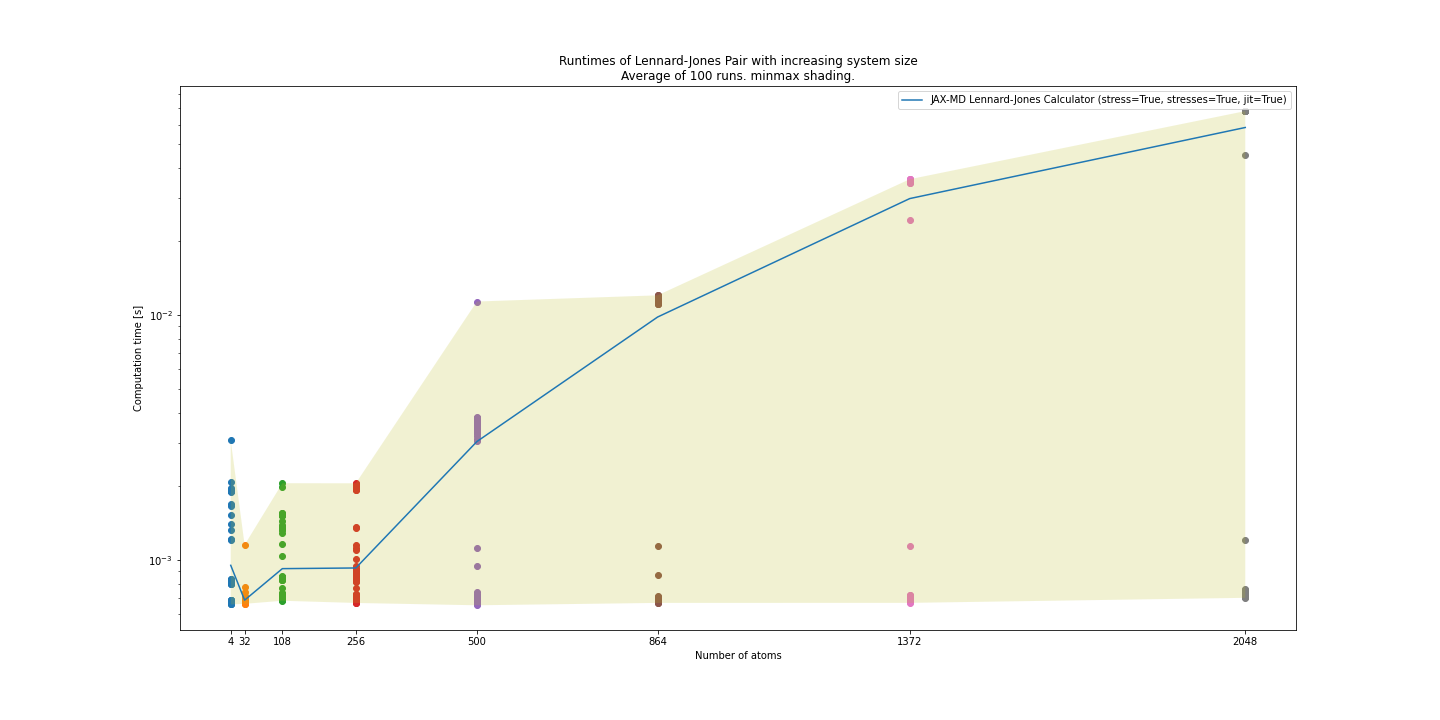 Runtimes of Lennard-Jones Pair with increasing system size
Average of 100 runs. minmax shading.
JAX-MD Lennard-Jones Calculator (stress=True, stresses=True, jit=True)
Computation time [s]
10⁻²
10⁻³
4 32 108 256 500 864 1372 2048
Number of atoms